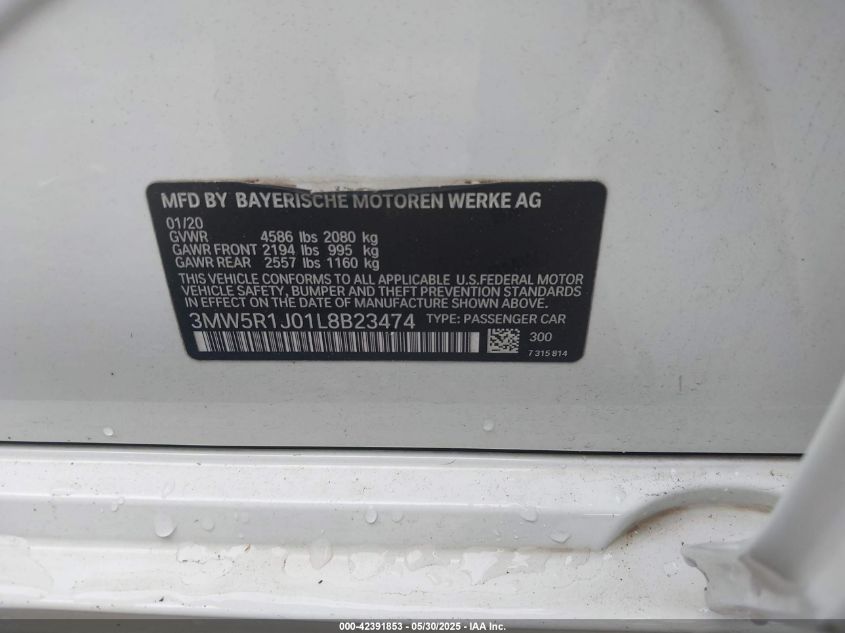 MFD BY BAYERISCHE MOTOREN WERKE AG
01/20
GVWR 4586 lbs 2080 kg
GAWR FRONT 2194 lbs 995 kg
GAWR REAR 2557 lbs 1160 kg
THIS VEHICLE CONFORMS TO ALL APPLICABLE U.S.FEDERAL MOTOR
VEHICLE SAFETY, BUMPER AND THEFT PREVENTION STANDARDS
IN EFFECT ON THE DATE OF MANUFACTURE SHOWN ABOVE.
3MW5R1J01L8B23474 TYPE: PASSENGER CAR
300
7 315 814
000-42391853 — 05/30/2025 — IAA Inc.